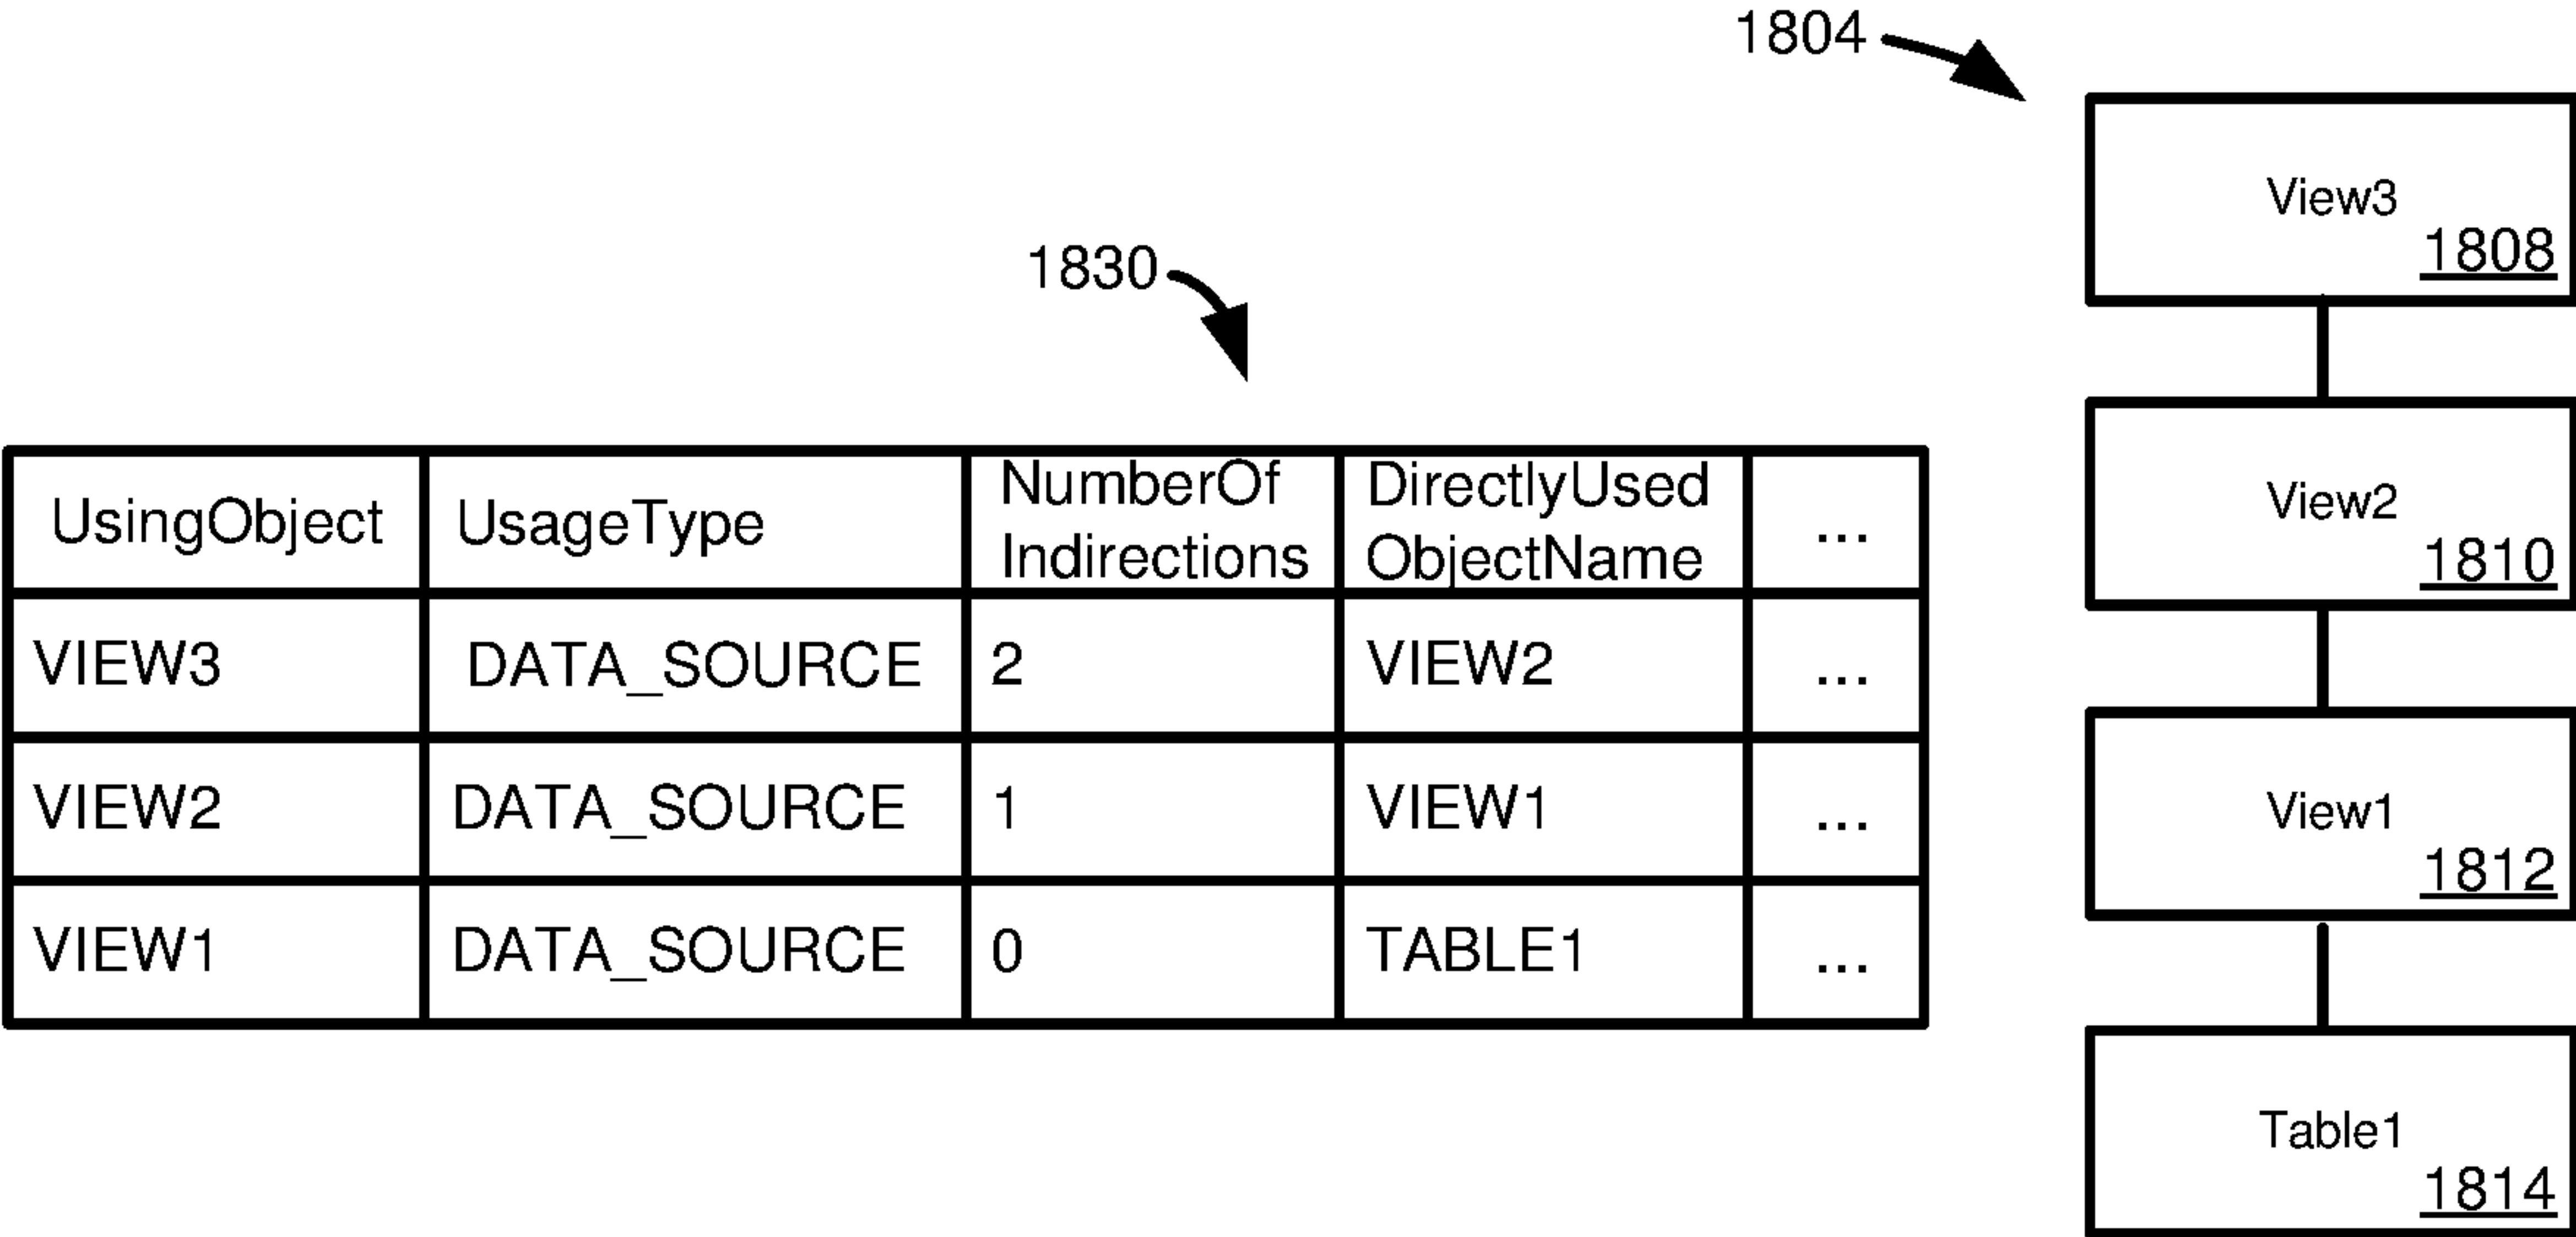 1804
1830
UsingObject UsageType NumberOf Indirections DirectlyUsed ObjectName ...
VIEW3 DATA_SOURCE 2 VIEW2 ...
VIEW2 DATA_SOURCE 1 VIEW1 ...
VIEW1 DATA_SOURCE 0 TABLE1 ...
View3
1808
View2
1810
View1
1812
Table1
1814